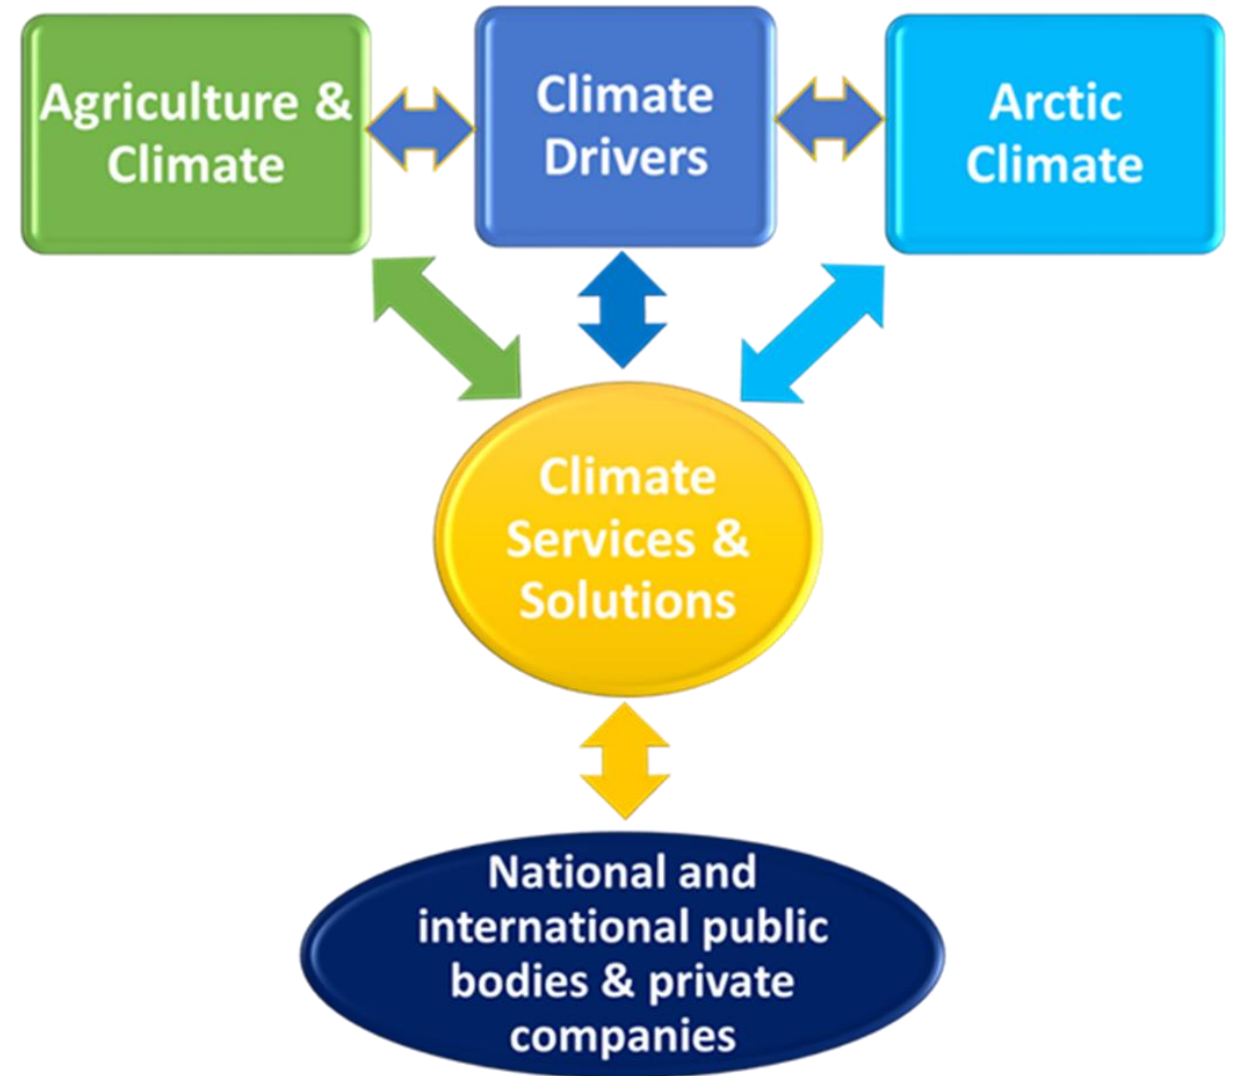 Agriculture &
Climate
Climate
Drivers
Arctic
Climate
Climate
Services &
Solutions
National and
international public
bodies & private
companies